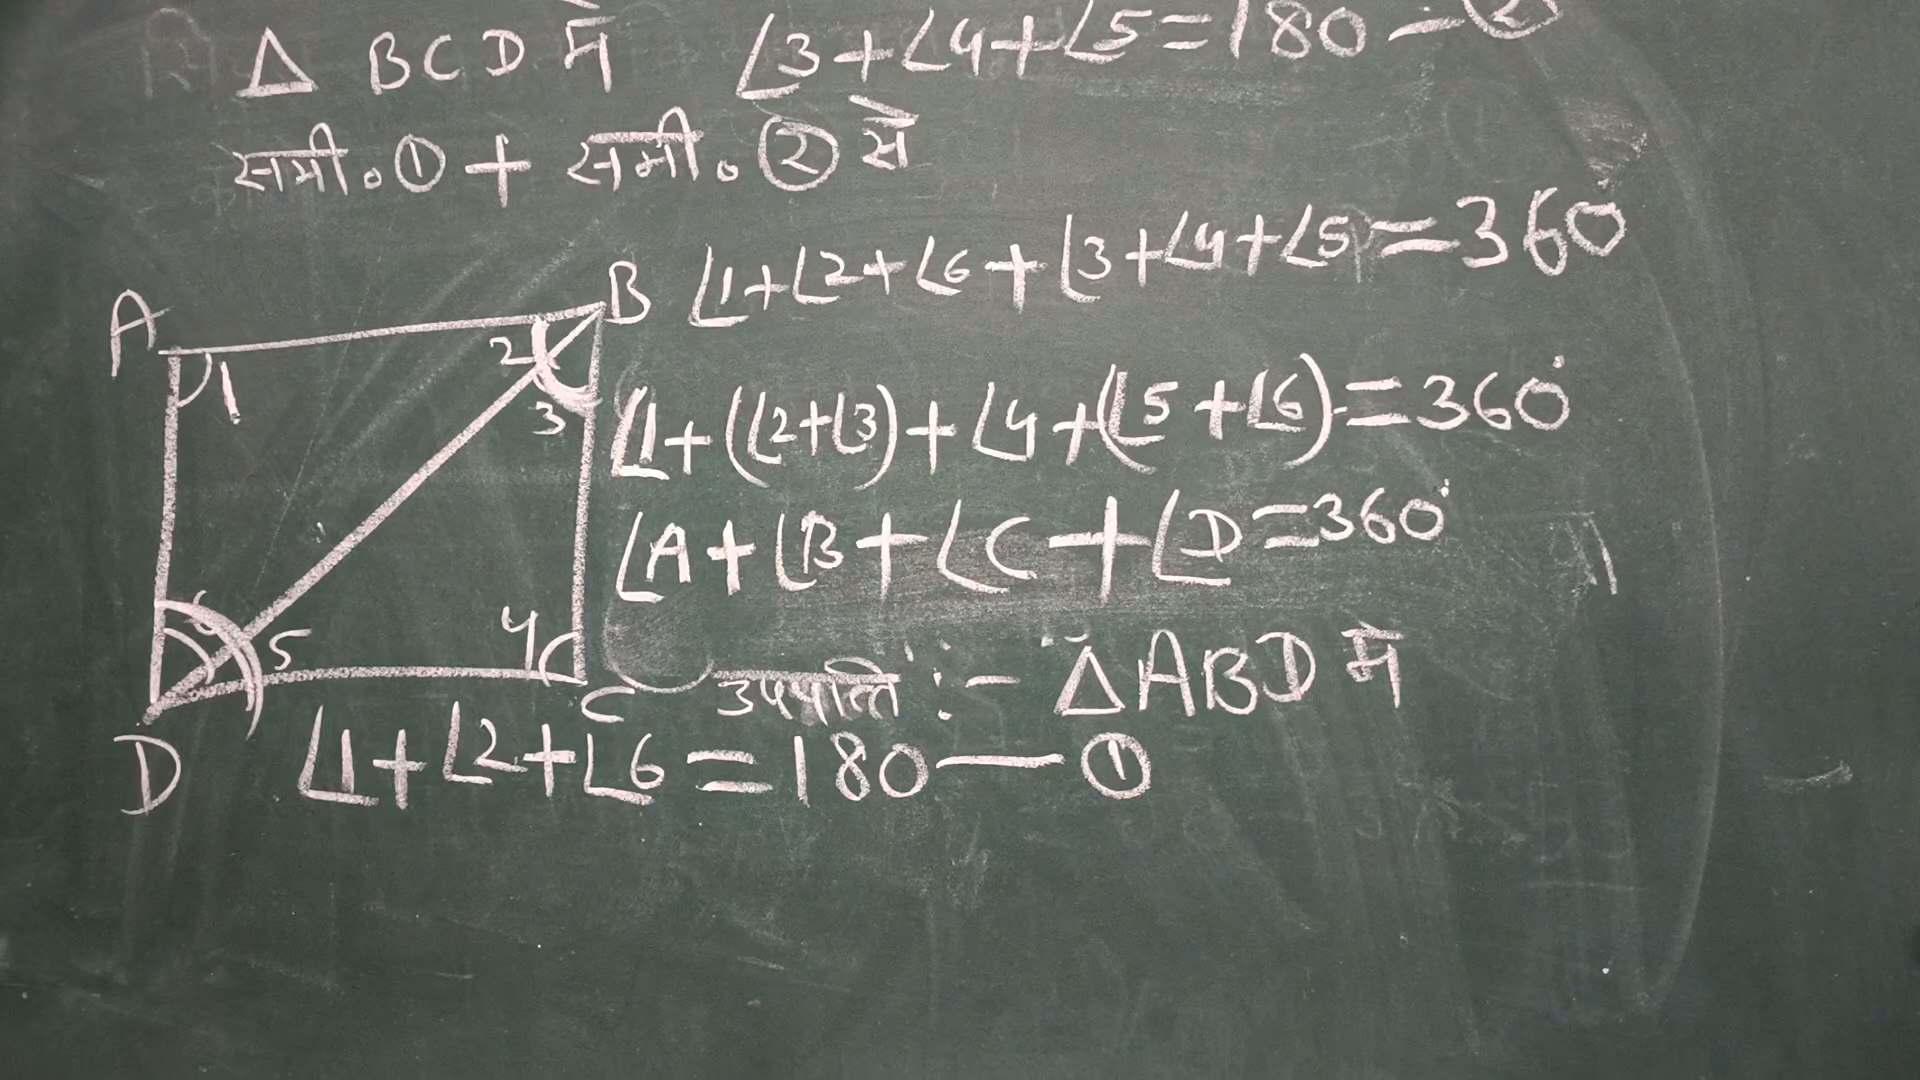 △ BCD में ∠3+∠4+∠5=180 — ②
समी. ① + समी. ② से
∠1+∠2+∠6+∠3+∠4+∠5=360°
A
B
1
2
3
∠1+(∠2+∠3)+∠4+(∠5+∠6)=360°
∠A+∠B+∠C+∠D=360°
6
5
4
C
उपपत्ति :- △ABD में
D
∠1+∠2+∠6=180 — ①